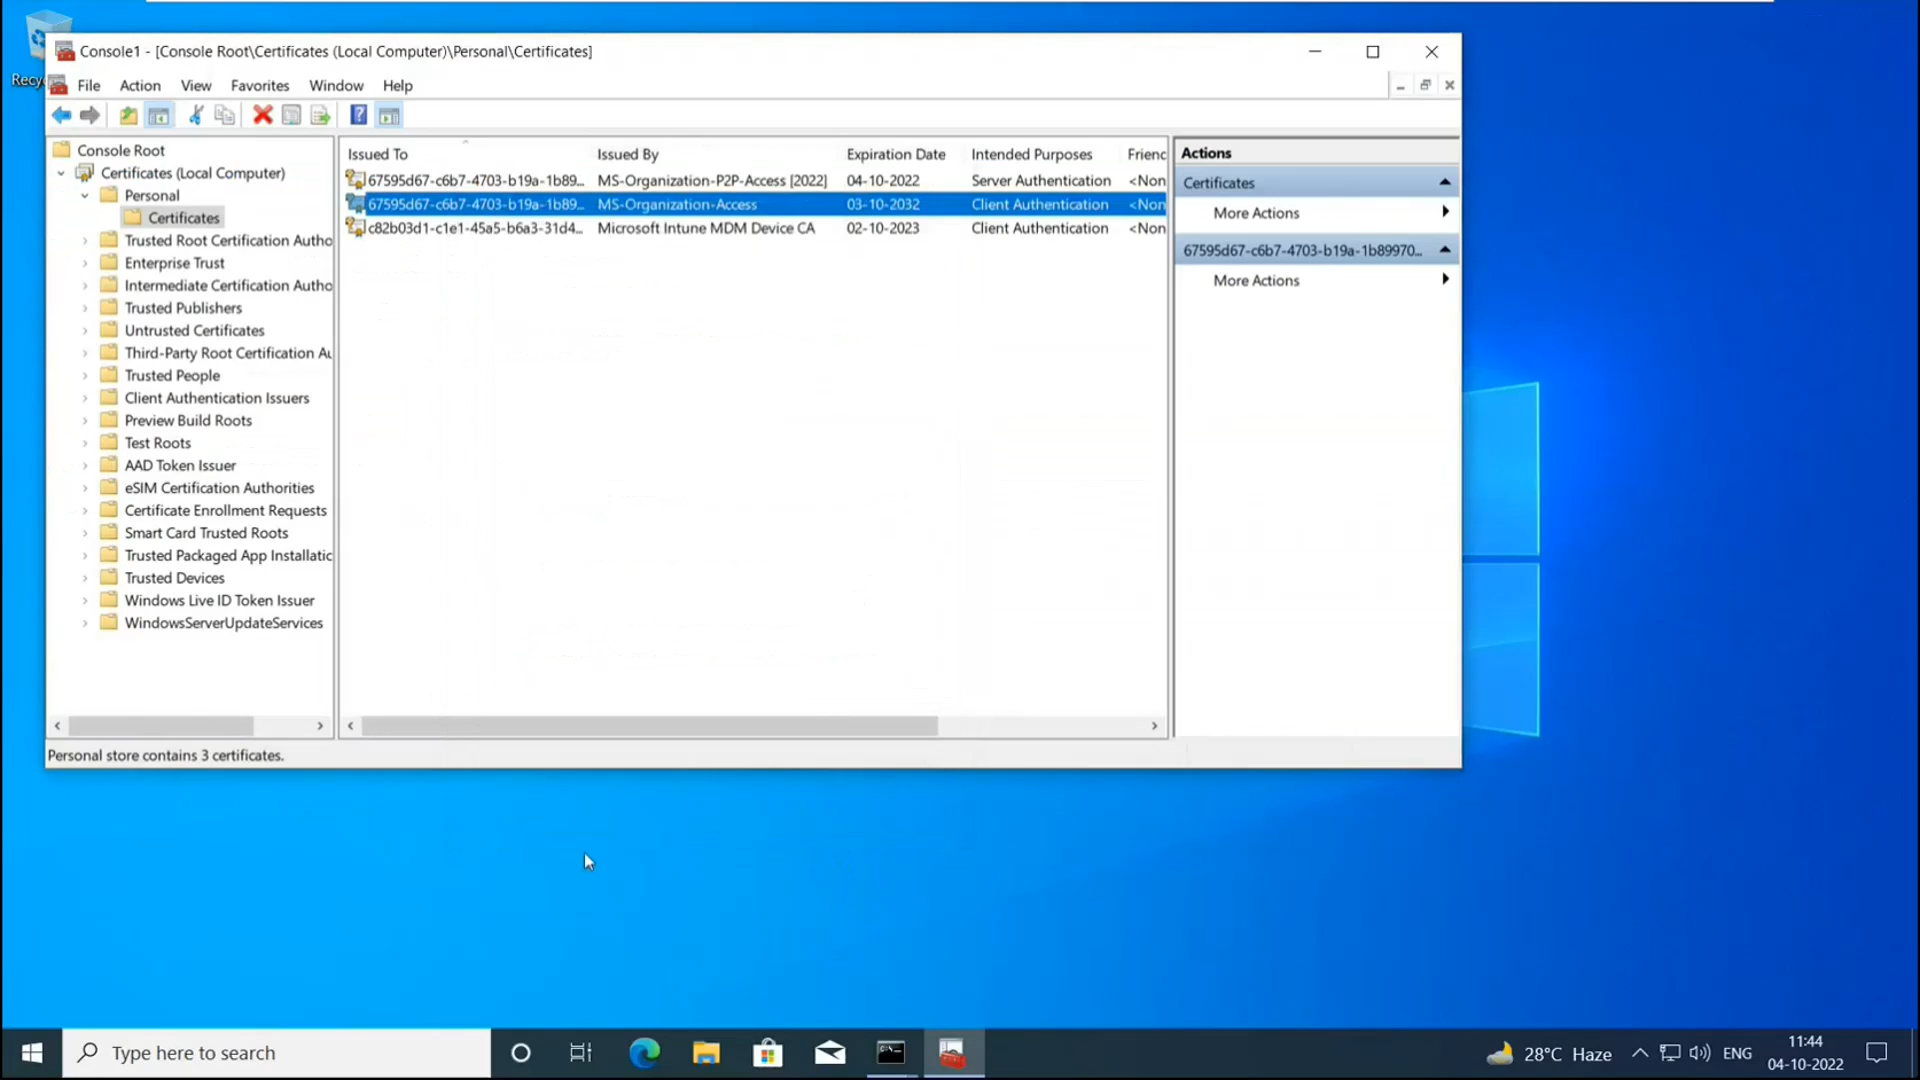 Recy
Console1 - [Console Root\Certificates (Local Computer)\Personal\Certificates]
File Action View Favorites Window Help
Console Root
Certificates (Local Computer)
Personal
Certificates
Trusted Root Certification Autho
Enterprise Trust
Intermediate Certification Autho
Trusted Publishers
Untrusted Certificates
Third-Party Root Certification Au
Trusted People
Client Authentication Issuers
Preview Build Roots
Test Roots
AAD Token Issuer
eSIM Certification Authorities
Certificate Enrollment Requests
Smart Card Trusted Roots
Trusted Packaged App Installatic
Trusted Devices
Windows Live ID Token Issuer
WindowsServerUpdateServices
Issued To Issued By Expiration Date Intended Purposes Frienc
67595d67-c6b7-4703-b19a-1b89... MS-Organization-P2P-Access [2022] 04-10-2022 Server Authentication <Non
67595d67-c6b7-4703-b19a-1b89... MS-Organization-Access 03-10-2032 Client Authentication <Non
c82b03d1-c1e1-45a5-b6a3-31d4... Microsoft Intune MDM Device CA 02-10-2023 Client Authentication <Non
Actions
Certificates
More Actions
67595d67-c6b7-4703-b19a-1b89970...
More Actions
Personal store contains 3 certificates.
Type here to search
28°C Haze
ENG
11:44
04-10-2022